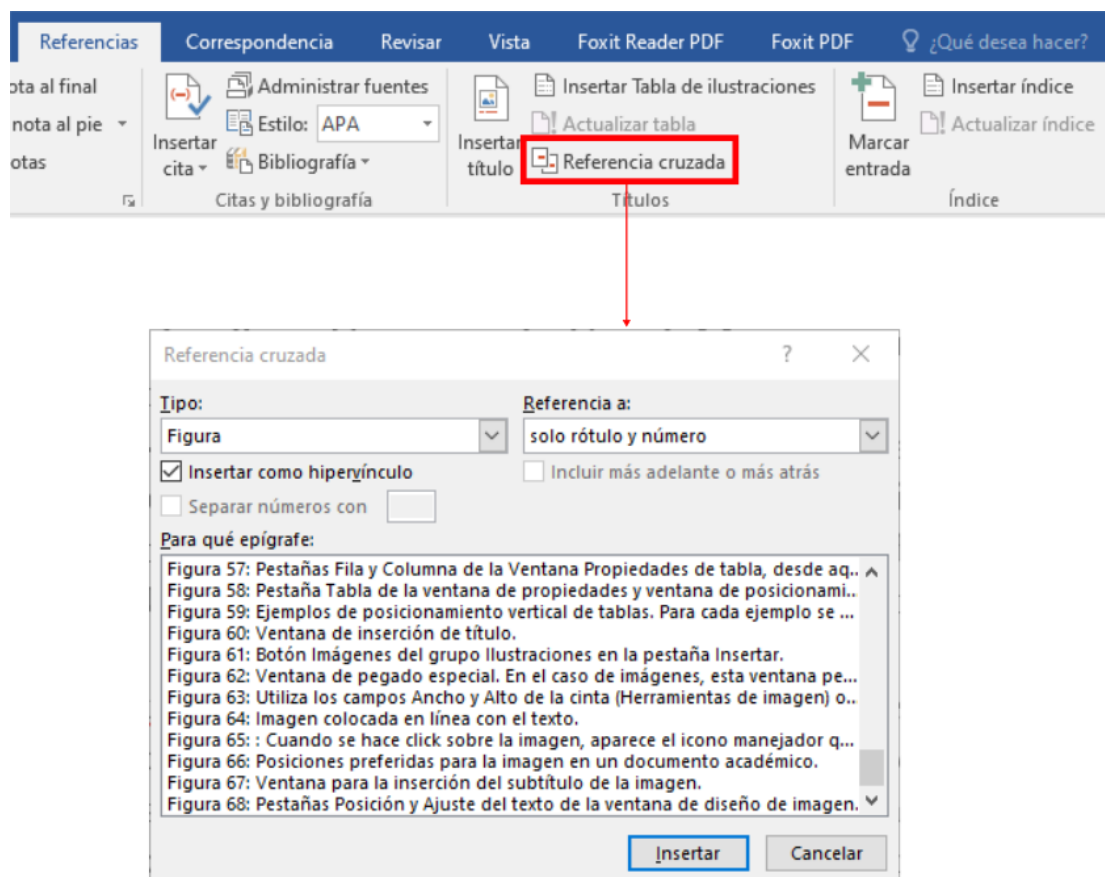 Referencias Correspondencia Revisar Vista Foxit Reader PDF Foxit PDF ¿Qué desea hacer?
al final
nota al pie
Insertar cita
Administrar fuentes
Estilo: APA
Bibliografía
Citas y bibliografía
Insertar título
Insertar Tabla de ilustraciones
Actualizar tabla
Referencia cruzada
Títulos
Marcar entrada
Insertar índice
Actualizar índice
Índice
Referencia cruzada ?
Tipo: Referencia a:
Figura solo rótulo y número
Insertar como hipervínculo Incluir más adelante o más atrás
Separar números con
Para qué epígrafe:
Figura 57: Pestañas Fila y Columna de la Ventana Propiedades de tabla, desde aq..
Figura 58: Pestaña Tabla de la ventana de propiedades y ventana de posicionami..
Figura 59: Ejemplos de posicionamiento vertical de tablas. Para cada ejemplo se ...
Figura 60: Ventana de inserción de título.
Figura 61: Botón Imágenes del grupo Ilustraciones en la pestaña Insertar.
Figura 62: Ventana de pegado especial. En el caso de imágenes, esta ventana pe...
Figura 63: Utiliza los campos Ancho y Alto de la cinta (Herramientas de imagen) o...
Figura 64: Imagen colocada en línea con el texto.
Figura 65: : Cuando se hace click sobre la imagen, aparece el icono manejador q...
Figura 66: Posiciones preferidas para la imagen en un documento académico.
Figura 67: Ventana para la inserción del subtítulo de la imagen.
Figura 68: Pestañas Posición y Ajuste del texto de la ventana de diseño de imagen.
Insertar Cancelar